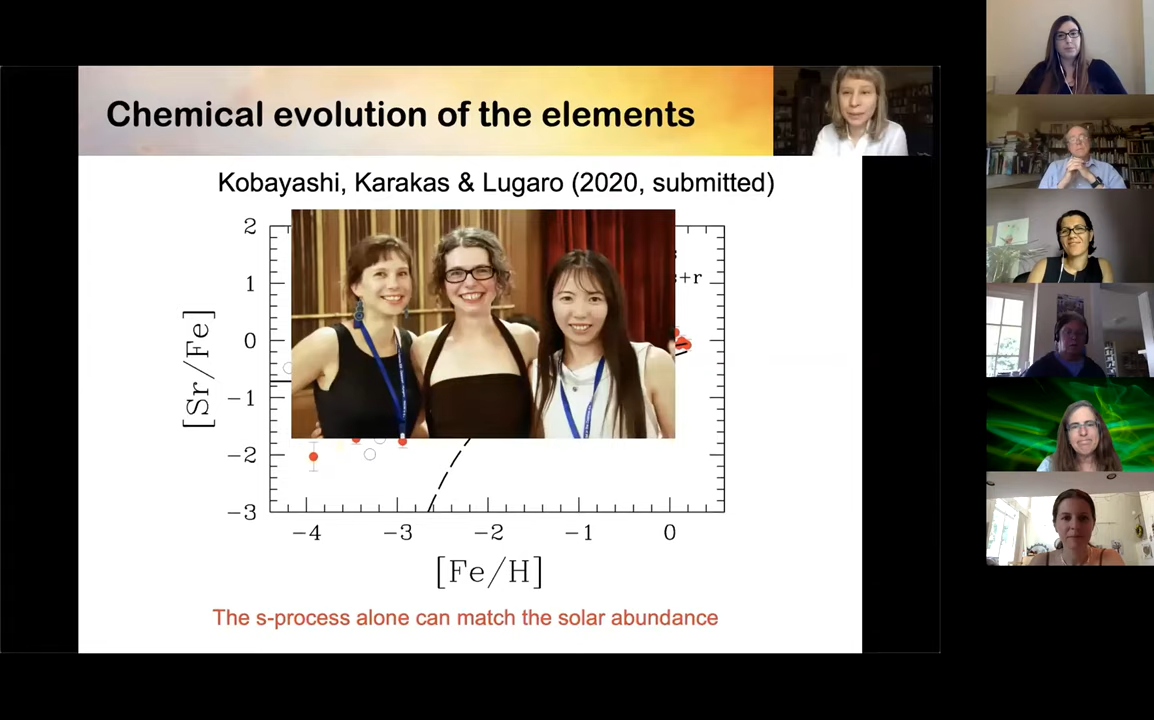 Chemical evolution of the elements
Kobayashi, Karakas & Lugaro (2020, submitted)
2
1
0
−1
−2
−3
[Sr/Fe]
+r
−4 −3 −2 −1 0
[Fe/H]
The s-process alone can match the solar abundance